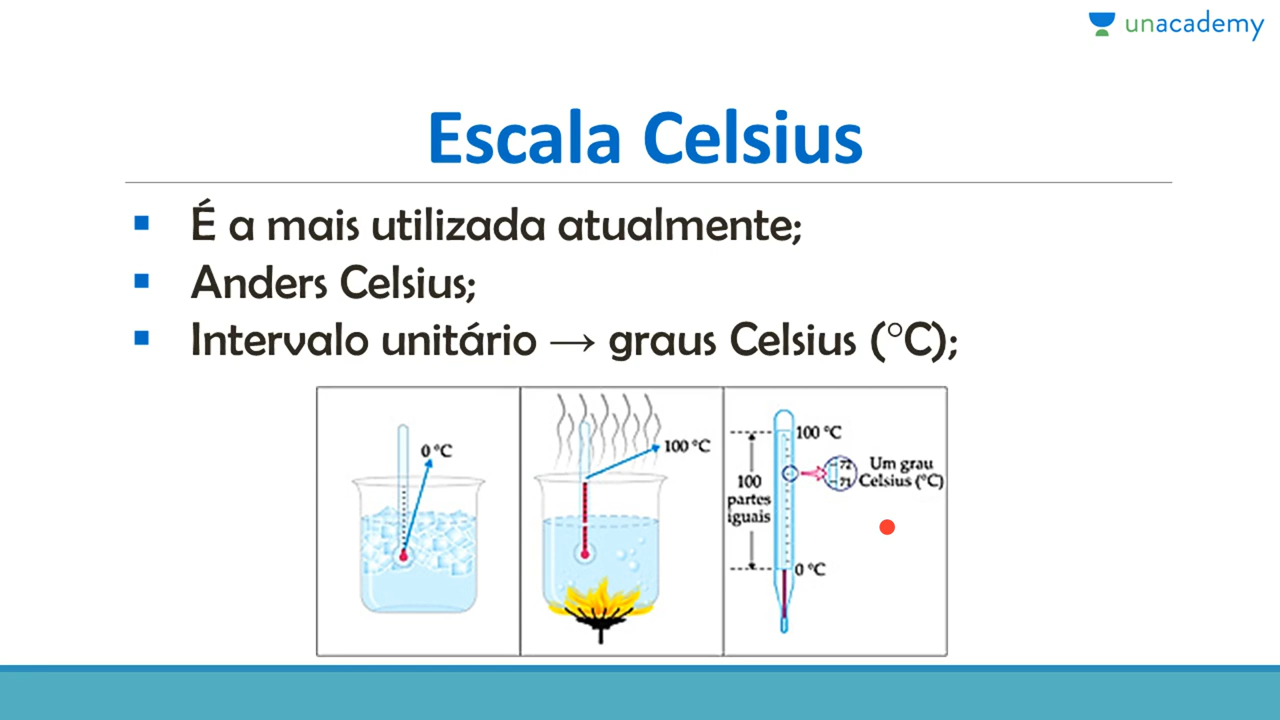 unacademy
Escala Celsius
▪ É a mais utilizada atualmente;
▪ Anders Celsius;
▪ Intervalo unitário → graus Celsius (°C);
0 °C
100 °C
100 °C
72
71
Um grau
Celsius (°C)
100
partes
iguais
0 °C